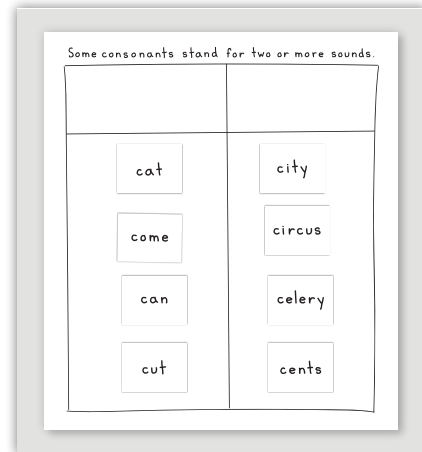 Some consonants stand for two or more sounds.
cat city
come circus
can celery
cut cents